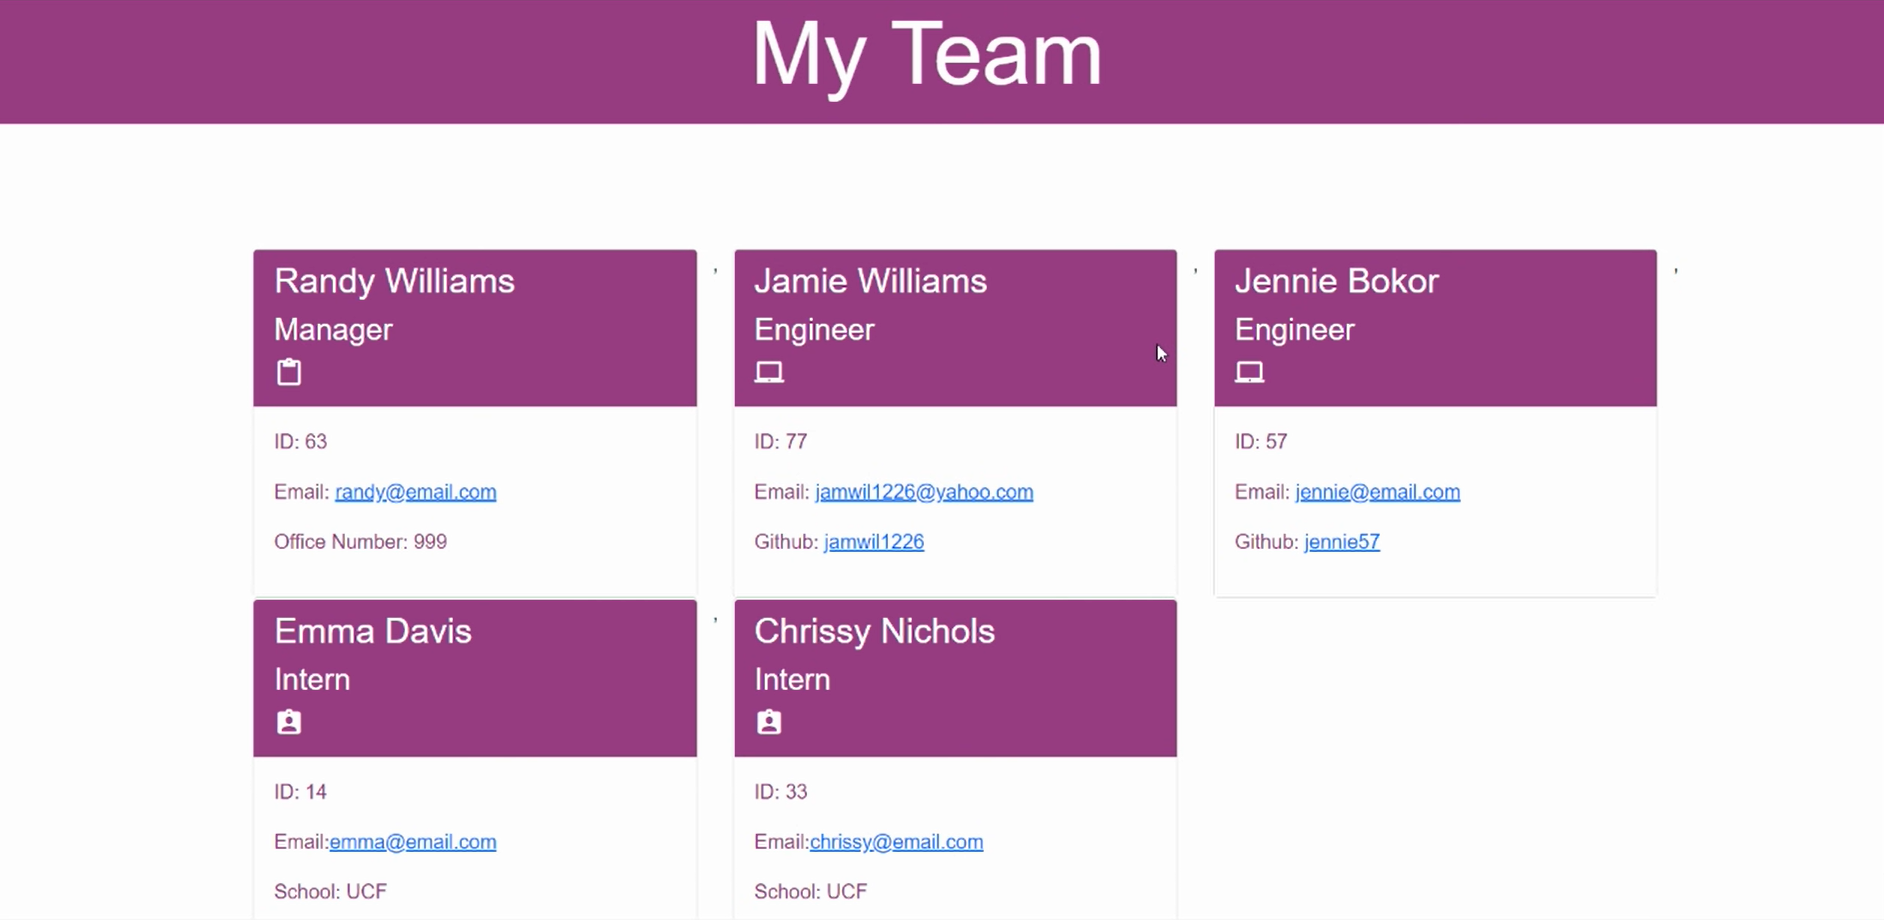 My Team
Randy Williams
Manager
ID: 63
Email: randy@email.com
Office Number: 999
,
Jamie Williams
Engineer
ID: 77
Email: jamwil1226@yahoo.com
Github: jamwil1226
,
Jennie Bokor
Engineer
ID: 57
Email: jennie@email.com
Github: jennie57
,
Emma Davis
Intern
ID: 14
Email:emma@email.com
School: UCF
,
Chrissy Nichols
Intern
ID: 33
Email:chrissy@email.com
School: UCF